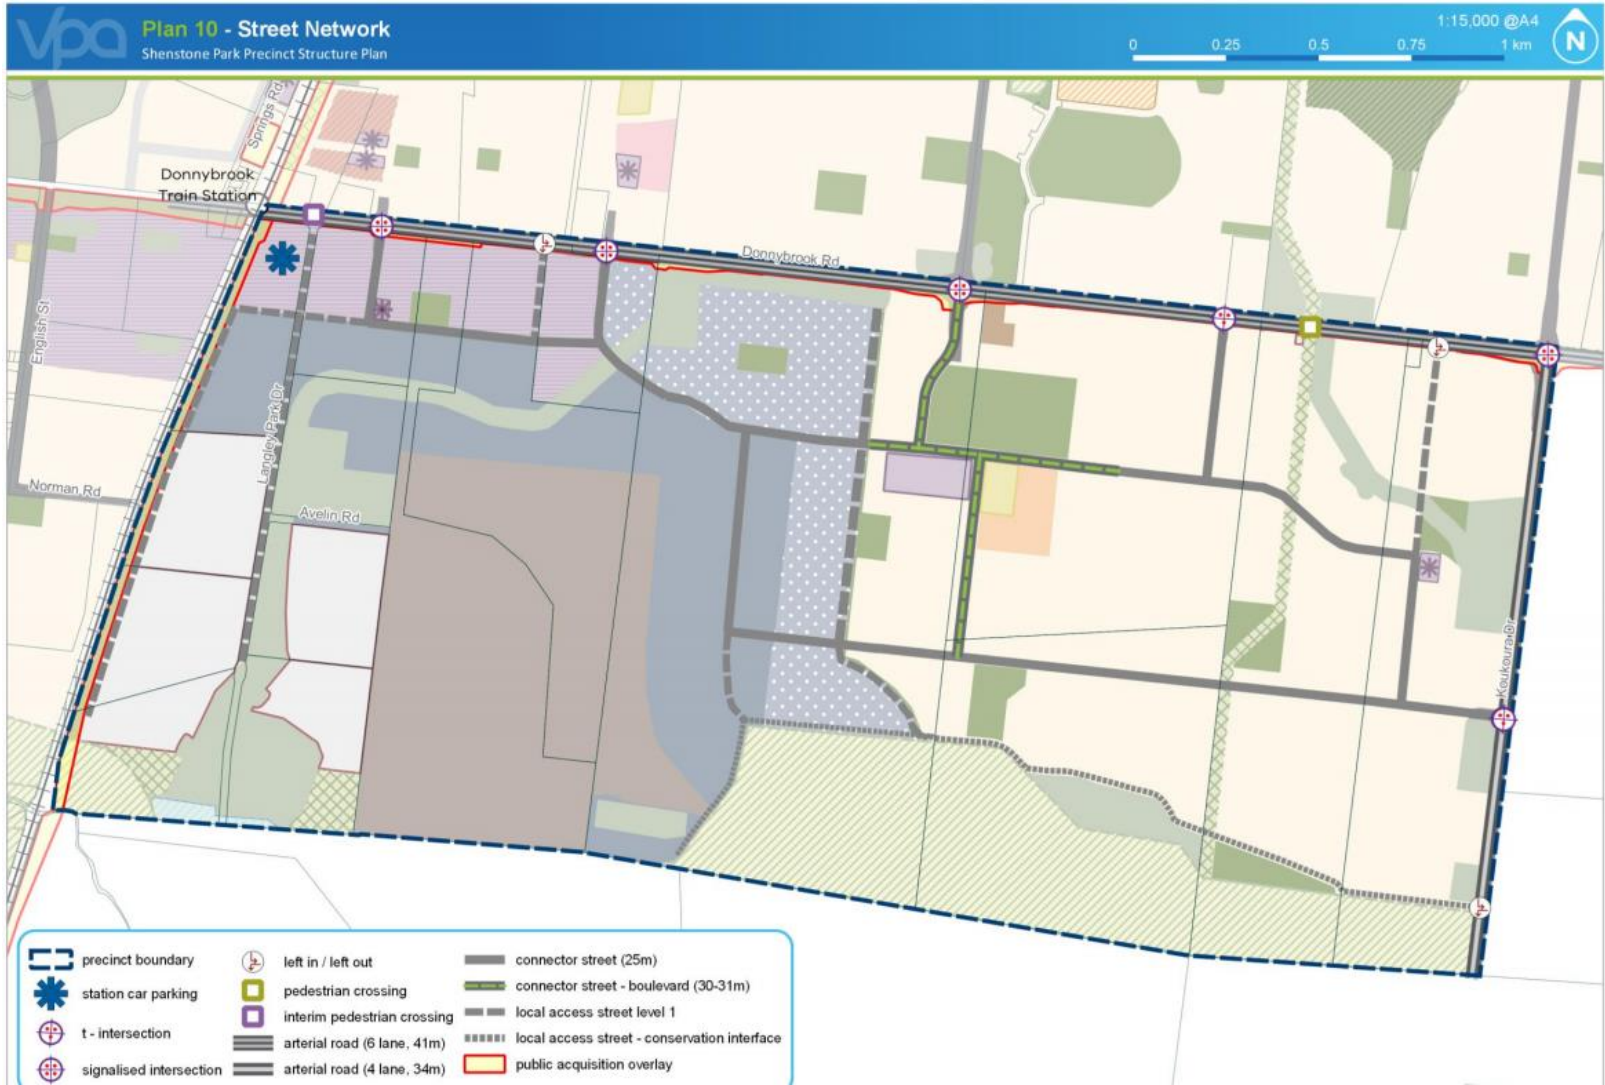 vpa
Plan 10 - Street Network
Shenstone Park Precinct Structure Plan
1:15,000 @A4
0 0.25 0.5 0.75 1 km
N
Springs Rd
Donnybrook
Train Station
Donnybrook Rd
English St
Langley Park Dr
Norman Rd
Avelin Rd
Koukoura Dr
precinct boundary
station car parking
t - intersection
signalised intersection
left in / left out
pedestrian crossing
interim pedestrian crossing
arterial road (6 lane, 41m)
arterial road (4 lane, 34m)
connector street (25m)
connector street - boulevard (30-31m)
local access street level 1
local access street - conservation interface
public acquisition overlay